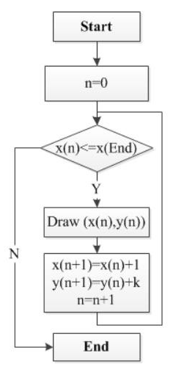 Start
n=0
x(n)<=x(End)
Y
Draw (x(n),y(n))
N
x(n+1)=x(n)+1
y(n+1)=y(n)+k
n=n+1
End